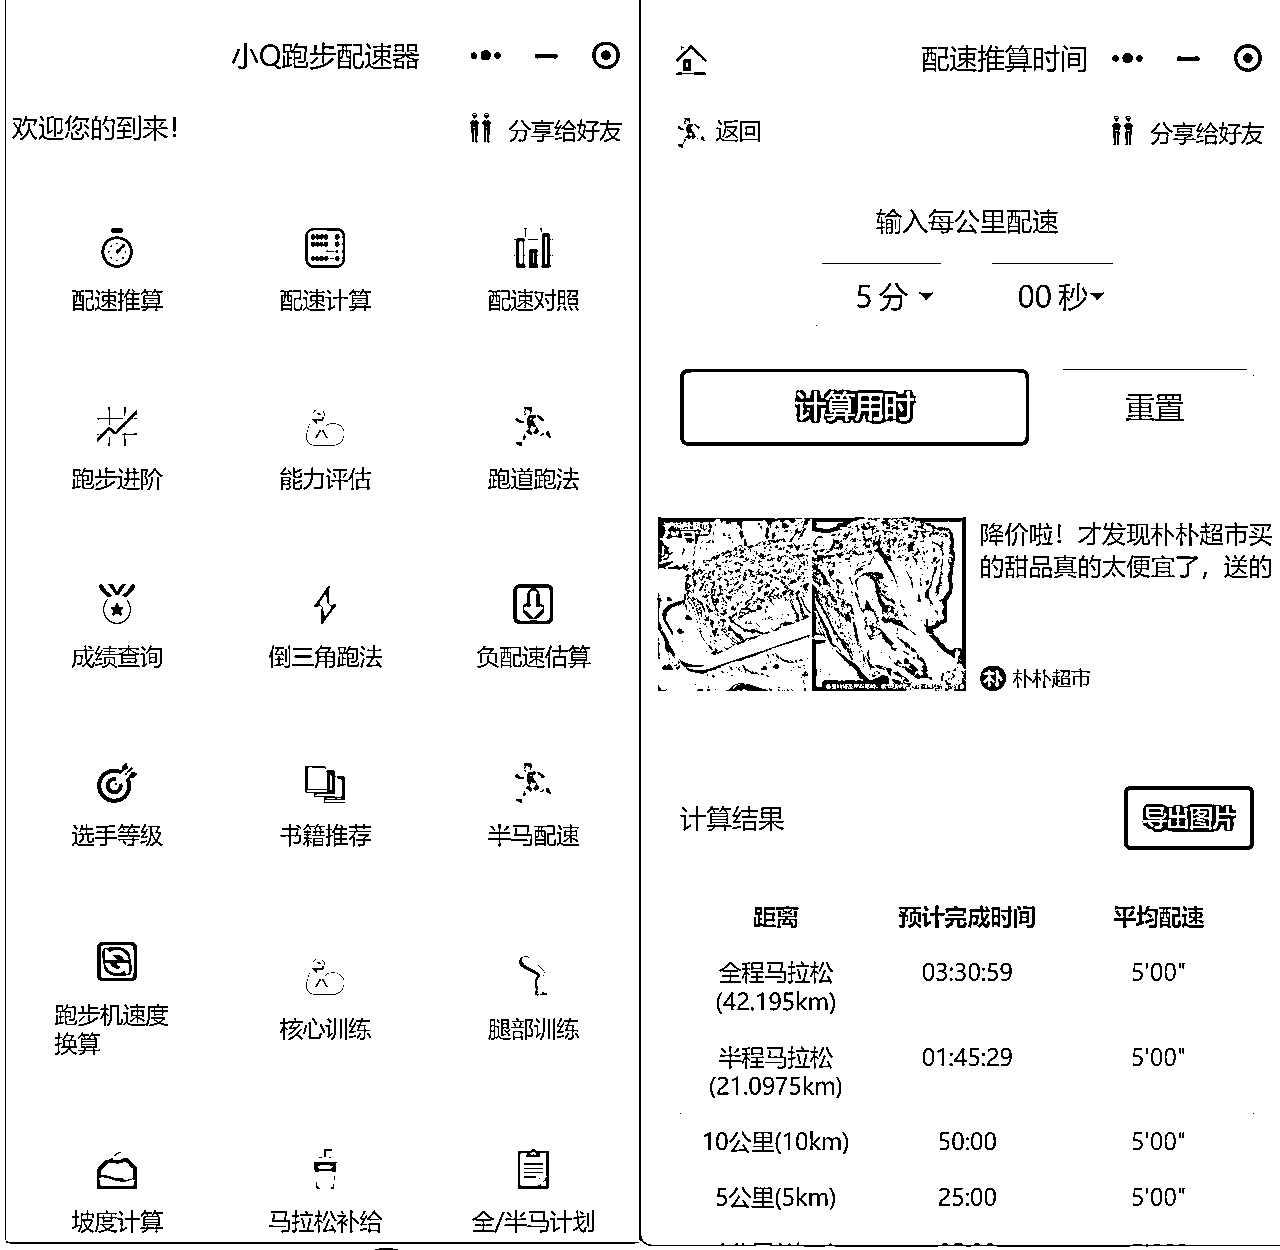 小Q跑步配速器
欢迎您的到来！
分享给好友
配速推算
配速计算
配速对照
跑步进阶
能力评估
跑道跑法
成绩查询
倒三角跑法
负配速估算
选手等级
书籍推荐
半马配速
跑步机速度
换算
核心训练
腿部训练
坡度计算
马拉松补给
全/半马计划
配速推算时间
返回
分享给好友
输入每公里配速
5 分
00 秒
计算用时
重置
降价啦！才发现朴朴超市买
的甜品真的太便宜了，送的
朴 朴朴超市
计算结果
导出图片
距离 预计完成时间 平均配速
全程马拉松 03:30:59 5'00"
(42.195km)
半程马拉松 01:45:29 5'00"
(21.0975km)
10公里(10km) 50:00 5'00"
5公里(5km) 25:00 5'00"